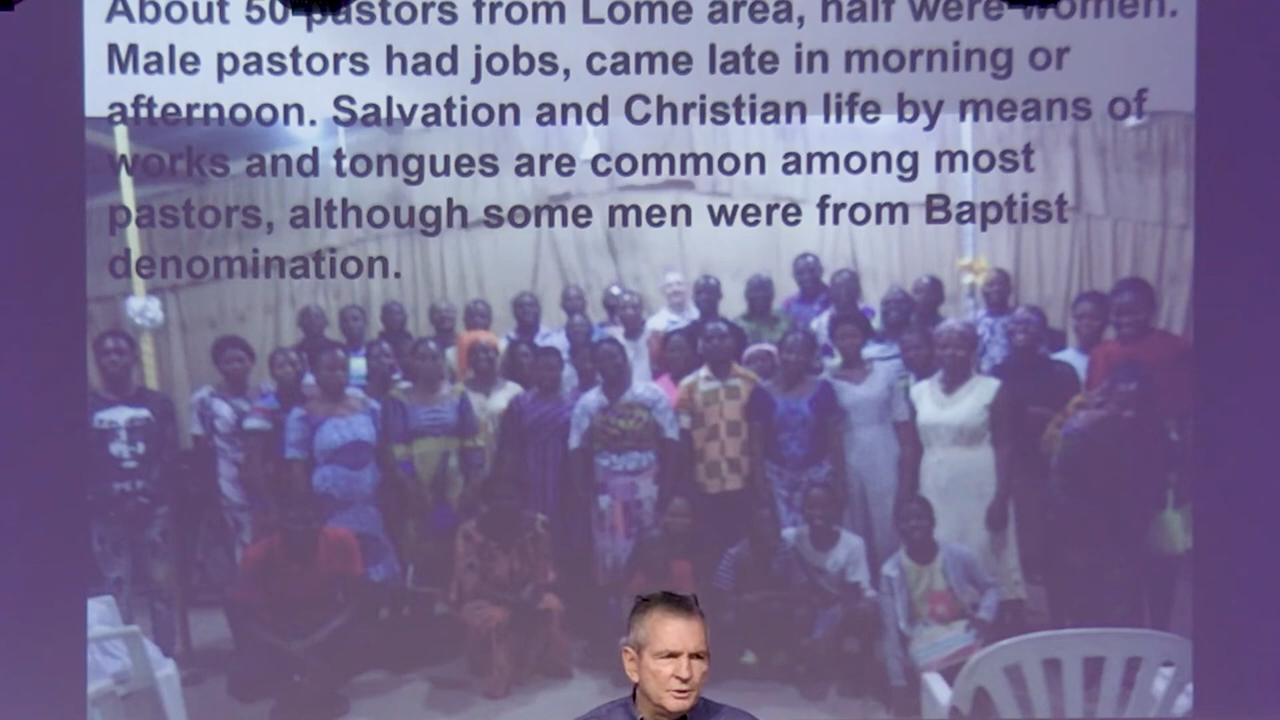 About 50 pastors from Lome area, half were women.
Male pastors had jobs, came late in morning or
afternoon. Salvation and Christian life by means of
works and tongues are common among most
pastors, although some men were from Baptist
denomination.